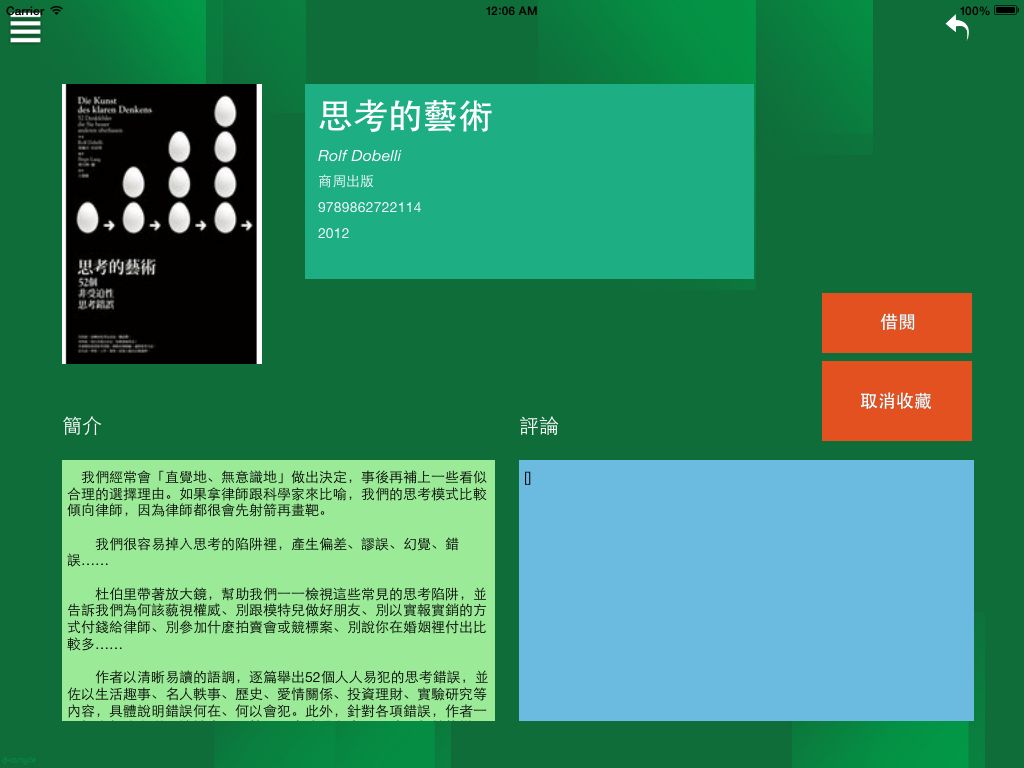 Carrier
12:06 AM
100%
Die Kunst
des klaren Denkens
52 Denkfehler
die Sie besser
anderen überlassen
Rolf Dobelli
思考的藝術
52個
非受迫性
思考錯誤
思考的藝術
Rolf Dobelli
商周出版
9789862722114
2012
借閱
取消收藏
簡介
評論
我們經常會「直覺地、無意識地」做出決定，事後再補上一些看似
合理的選擇理由。如果拿律師跟科學家來比喻，我們的思考模式比較
傾向律師，因為律師都很會先射箭再畫靶。
我們很容易掉入思考的陷阱裡，產生偏差、謬誤、幻覺、錯
誤……
杜伯里帶著放大鏡，幫助我們一一檢視這些常見的思考陷阱，並
告訴我們為何該藐視權威、別跟模特兒做好朋友、別以實報實銷的方
式付錢給律師、別參加什麼拍賣會或競標案、別說你在婚姻裡付出比
較多……
作者以清晰易讀的語調，逐篇舉出52個人人易犯的思考錯誤，並
佐以生活趣事、名人軼事、歷史、愛情關係、投資理財、實驗研究等
內容，具體說明錯誤何在、何以會犯。此外，針對各項錯誤，作者一
[]